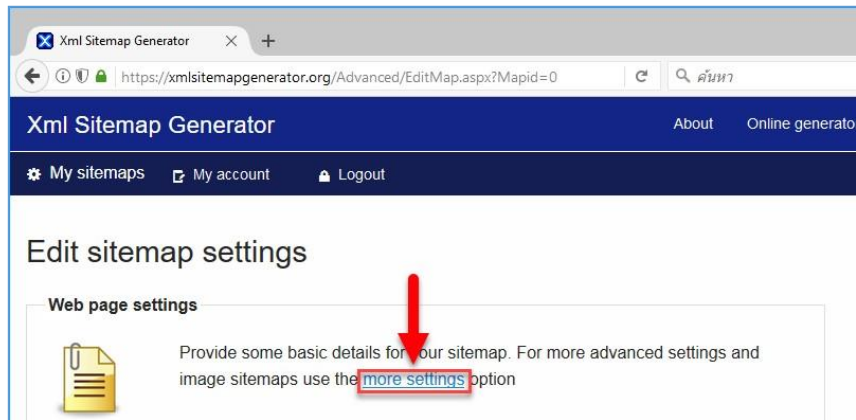 Xml Sitemap Generator
https://xmlsitemapgenerator.org/Advanced/EditMap.aspx?Mapid=0
ค้นหา
Xml Sitemap Generator
About
Online generato
My sitemaps
My account
Logout
Edit sitemap settings
Web page settings
Provide some basic details for your sitemap. For more advanced settings and
image sitemaps use the more settings option